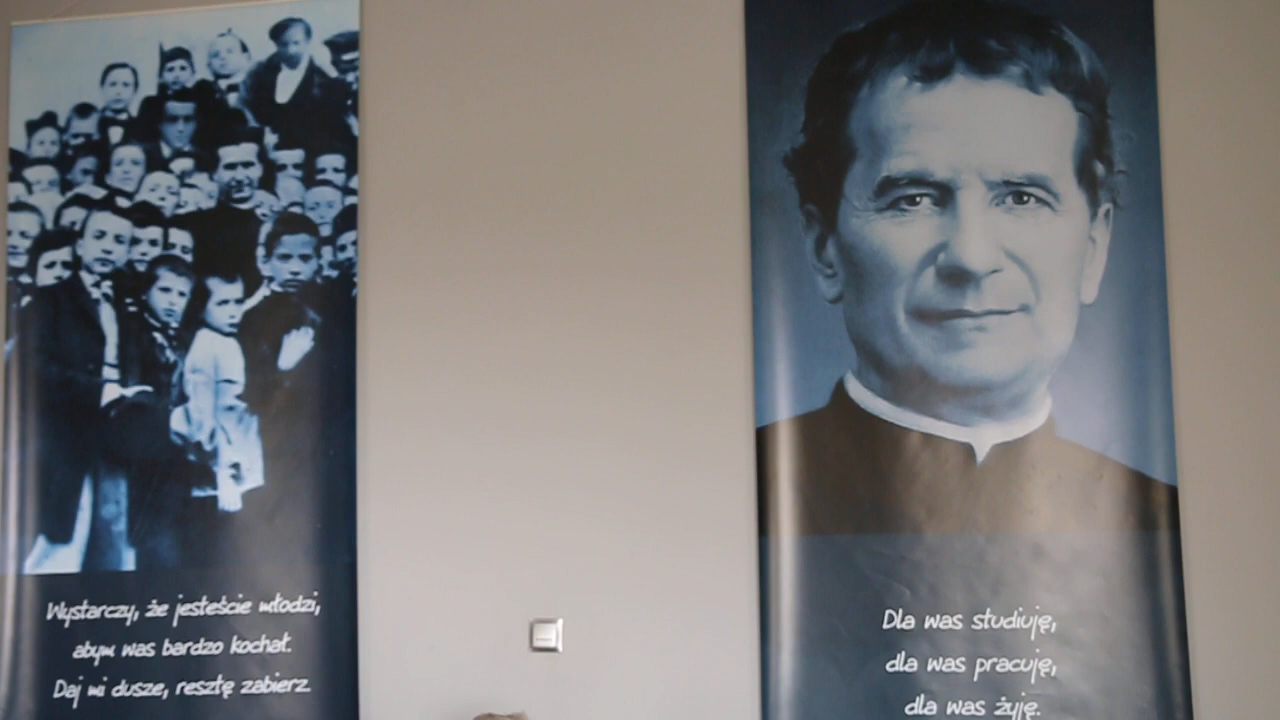 Wystarczy, że jesteście młodzi,
abym was bardzo kochał.
Daj mi dusze, resztę zabierz.
Dla was studiuję,
dla was pracuję,
dla was żyję.